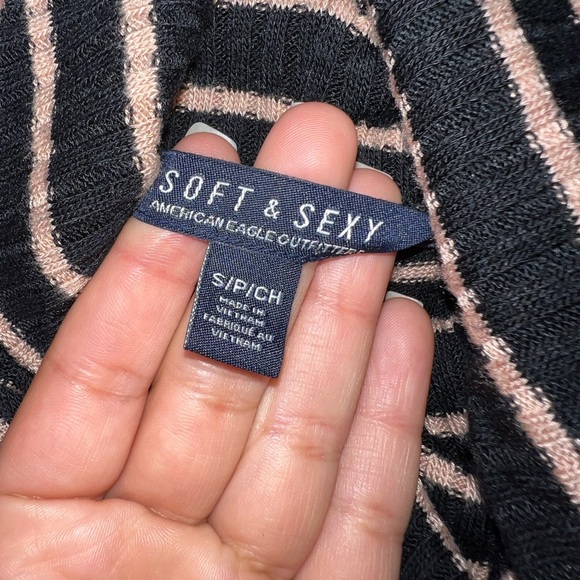 SOFT & SEXY
AMERICAN EAGLE OUTFITTERS
S/P/CH
MADE IN
VIETNAM
FABRIQUÉ AU
VIETNAM